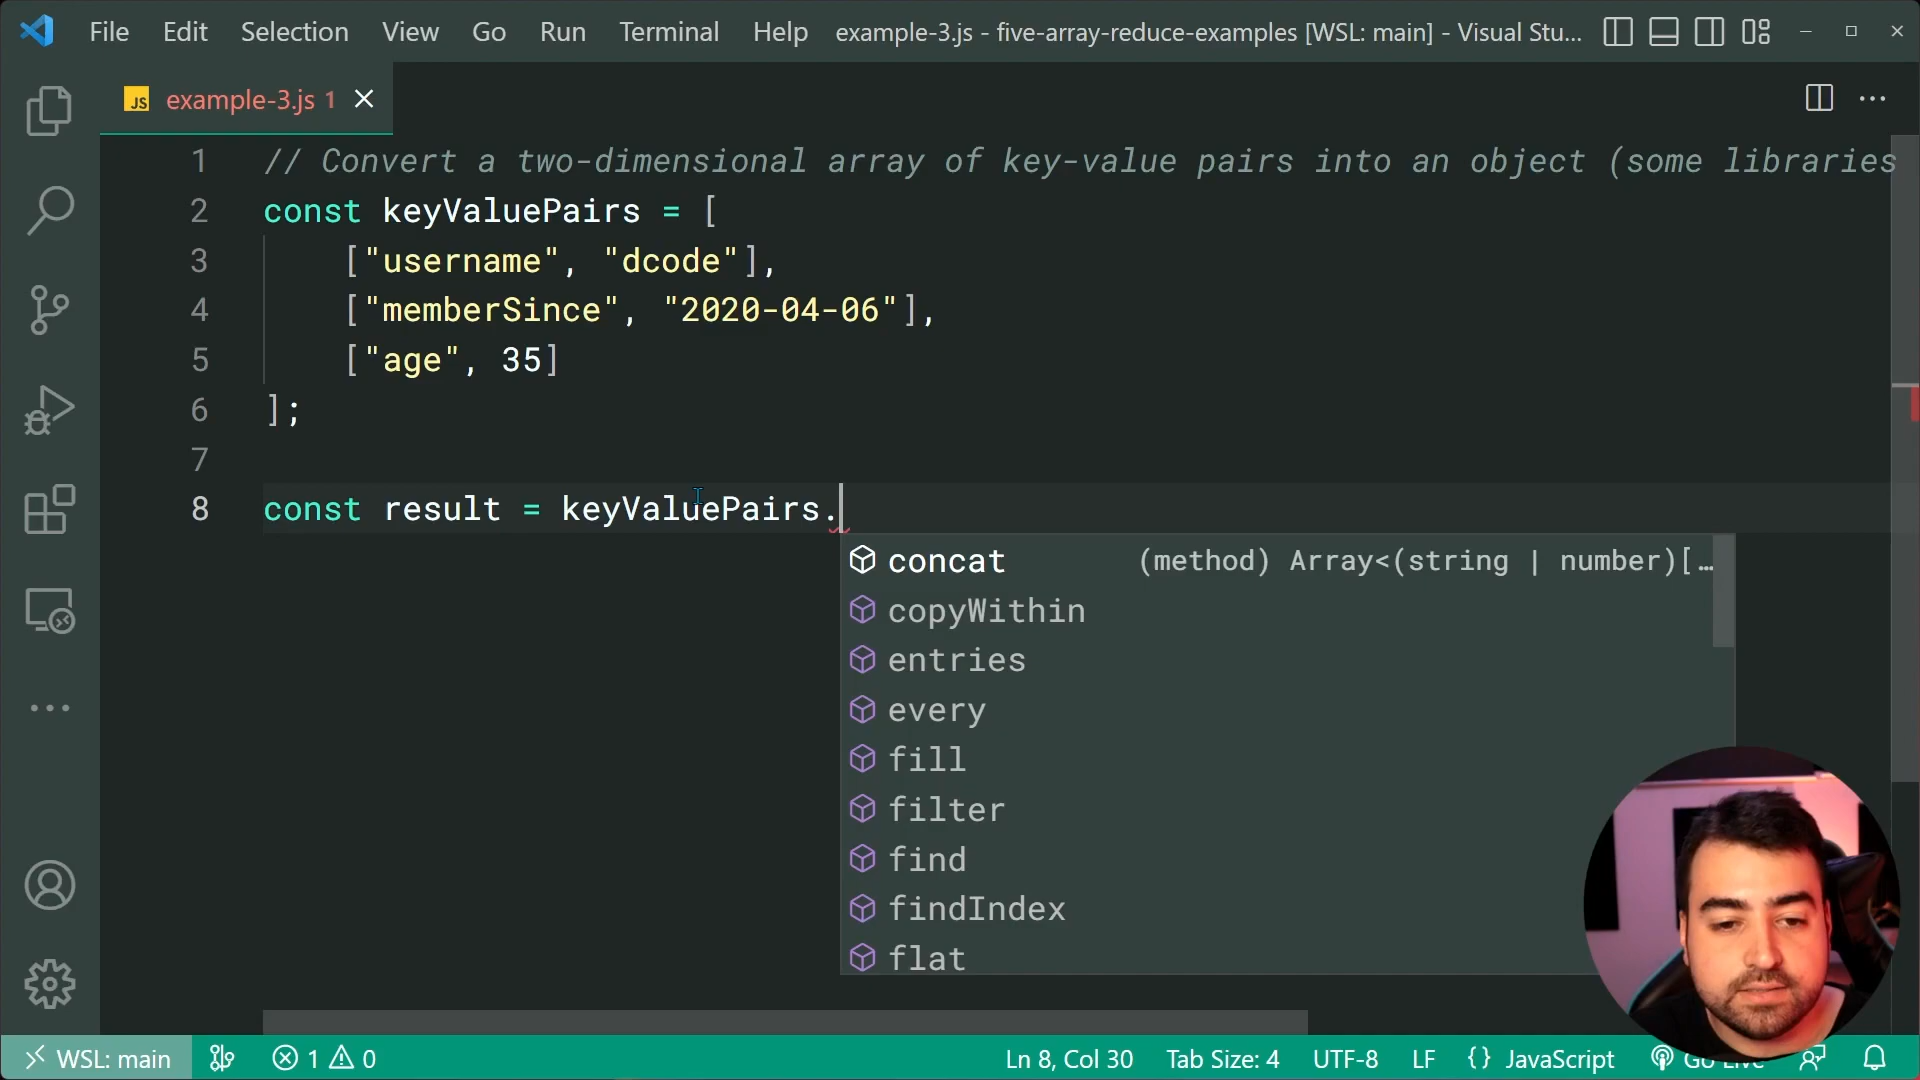 File Edit Selection View Go Run Terminal Help example-3.js - five-array-reduce-examples [WSL: main] - Visual Stu...
JS example-3.js 1
1 // Convert a two-dimensional array of key-value pairs into an object (some libraries
2 const keyValuePairs = [
3 ["username", "dcode"],
4 ["memberSince", "2020-04-06"],
5 ["age", 35]
6 ];
7
8 const result = keyValuePairs.
concat (method) Array<(string | number)[…
copyWithin
entries
every
fill
filter
find
findIndex
flat
WSL: main 1 0 Ln 8, Col 30 Tab Size: 4 UTF-8 LF {} JavaScript Go Live